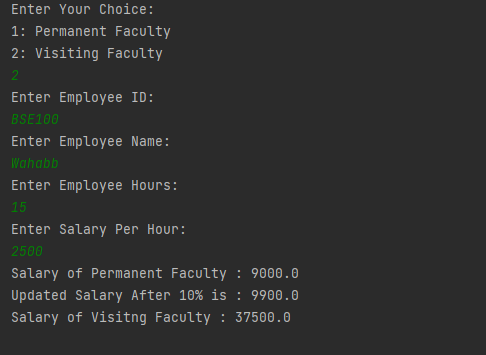 Enter Your Choice:
1: Permanent Faculty
2: Visiting Faculty
2
Enter Employee ID:
BSE100
Enter Employee Name:
Wahabb
Enter Employee Hours:
15
Enter Salary Per Hour:
2500
Salary of Permanent Faculty : 9000.0
Updated Salary After 10% is : 9900.0
Salary of Visitng Faculty : 37500.0